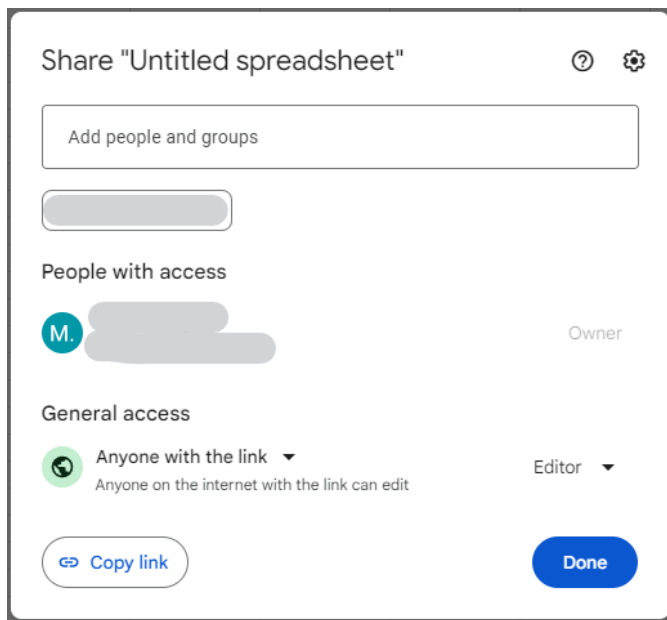 Share "Untitled spreadsheet"
Add people and groups
People with access
M.
Owner
General access
Anyone with the link
Editor
Anyone on the internet with the link can edit
Copy link
Done